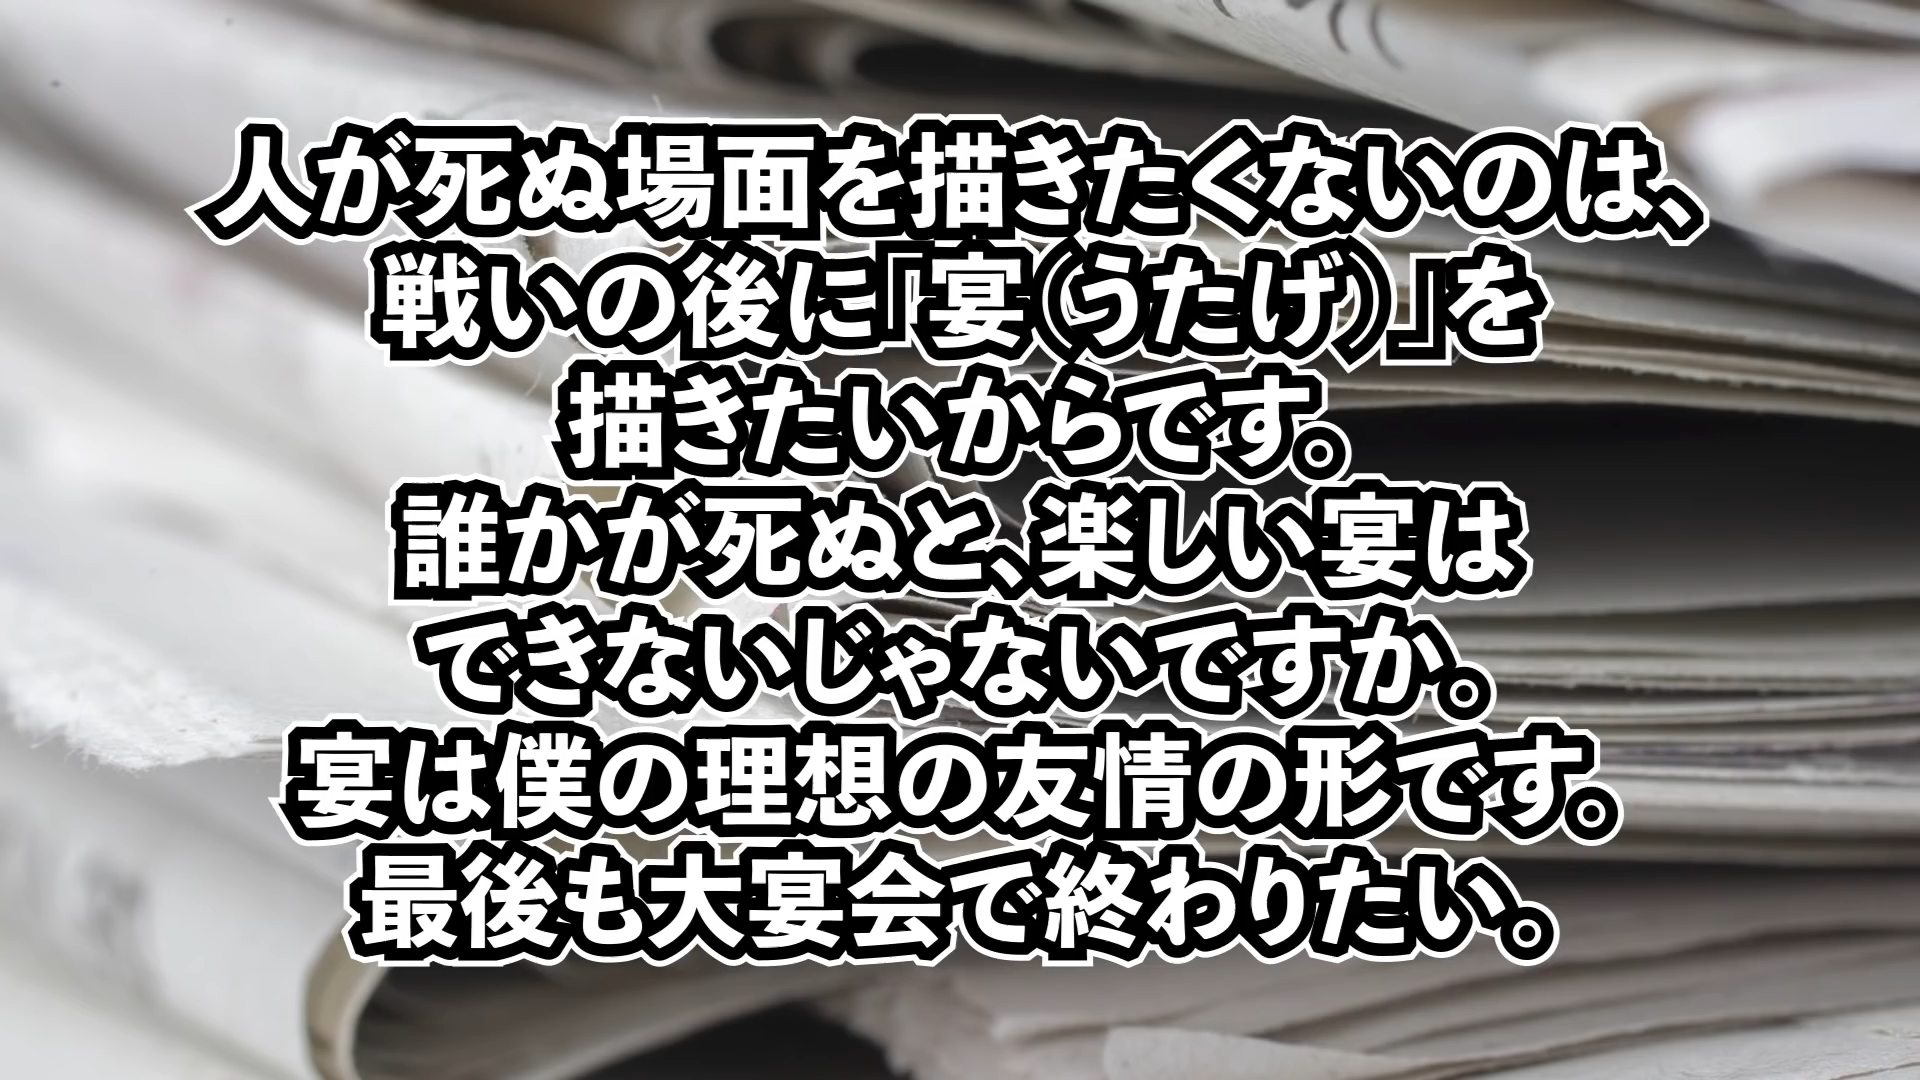 人が死ぬ場面を描きたくないのは、
戦いの後に『宴（うたげ）』を
描きたいからです。
誰かが死ぬと、楽しい宴は
できないじゃないですか。
宴は僕の理想の友情の形です。
最後も大宴会で終わりたい。